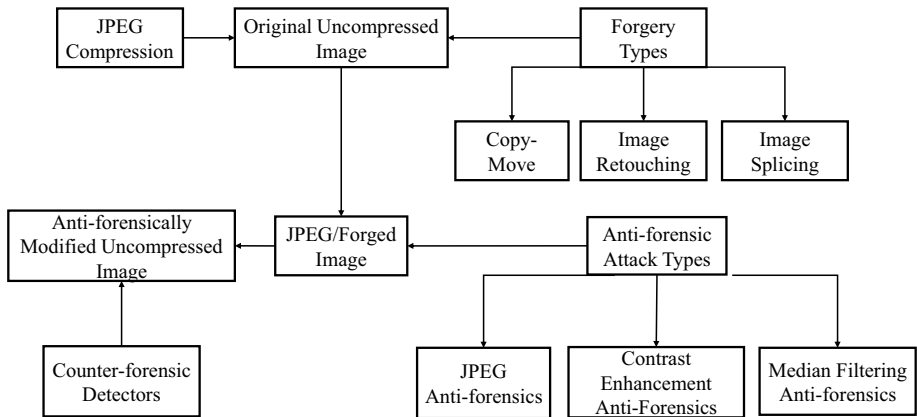 JPEG
Compression
Original Uncompressed
Image
Forgery
Types
Copy-
Move
Image
Retouching
Image
Splicing
Anti-forensically
Modified Uncompressed
Image
JPEG/Forged
Image
Anti-forensic
Attack Types
Counter-forensic
Detectors
JPEG
Anti-forensics
Contrast
Enhancement
Anti-Forensics
Median Filtering
Anti-forensics